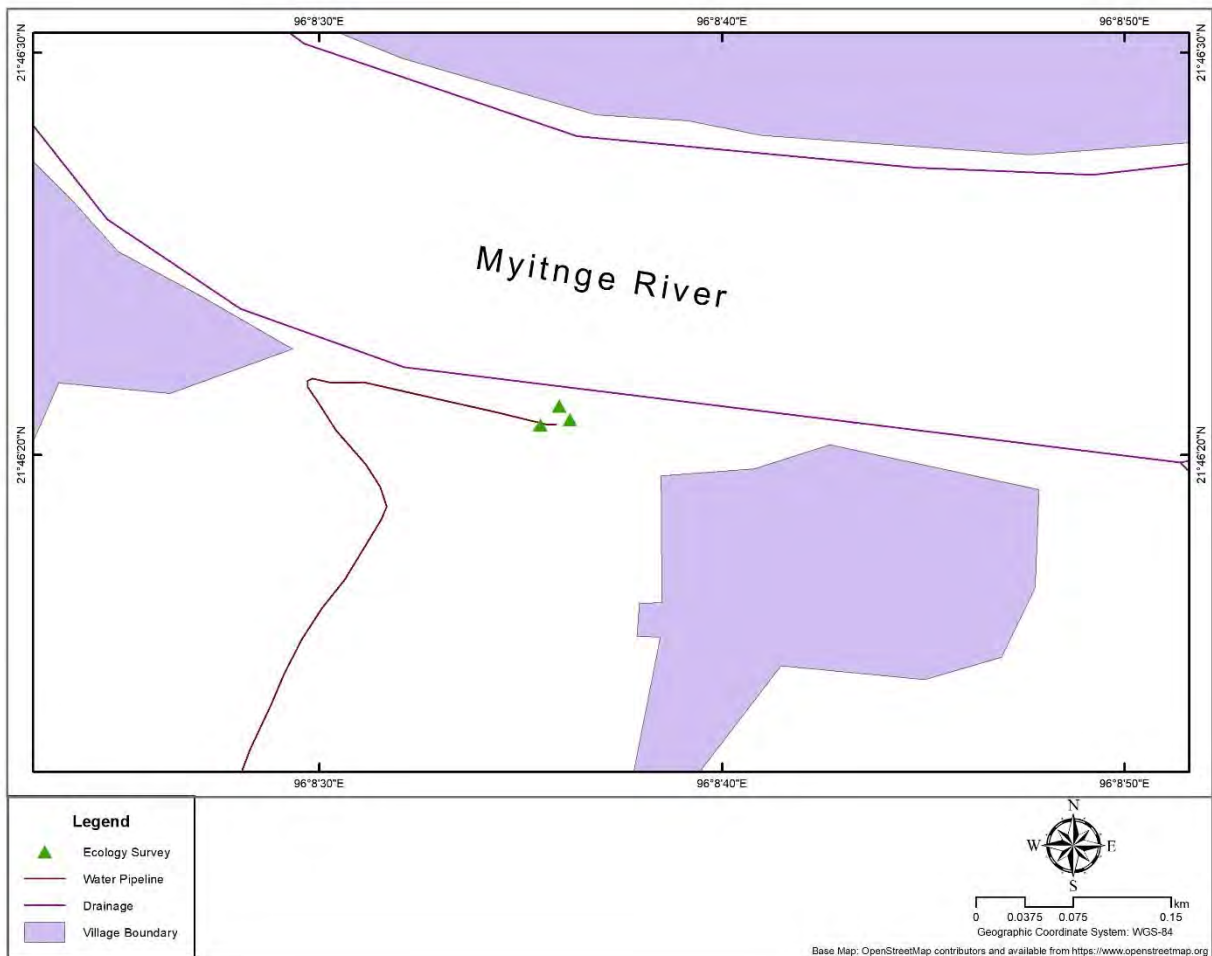 96°8'30"E
96°8'40"E
96°8'50"E
21°46'30"N
21°46'30"N
Myitnge River
21°46'20"N
21°46'20"N
96°8'30"E
96°8'40"E
96°8'50"E
Legend
Ecology Survey
Water Pipeline
Drainage
Village Boundary
N
W
E
S
km
0 0.0375 0.075 0.15
Geographic Coordinate System: WGS-84
Base Map: OpenStreetMap contributors and available from https://www.openstreetmap.org